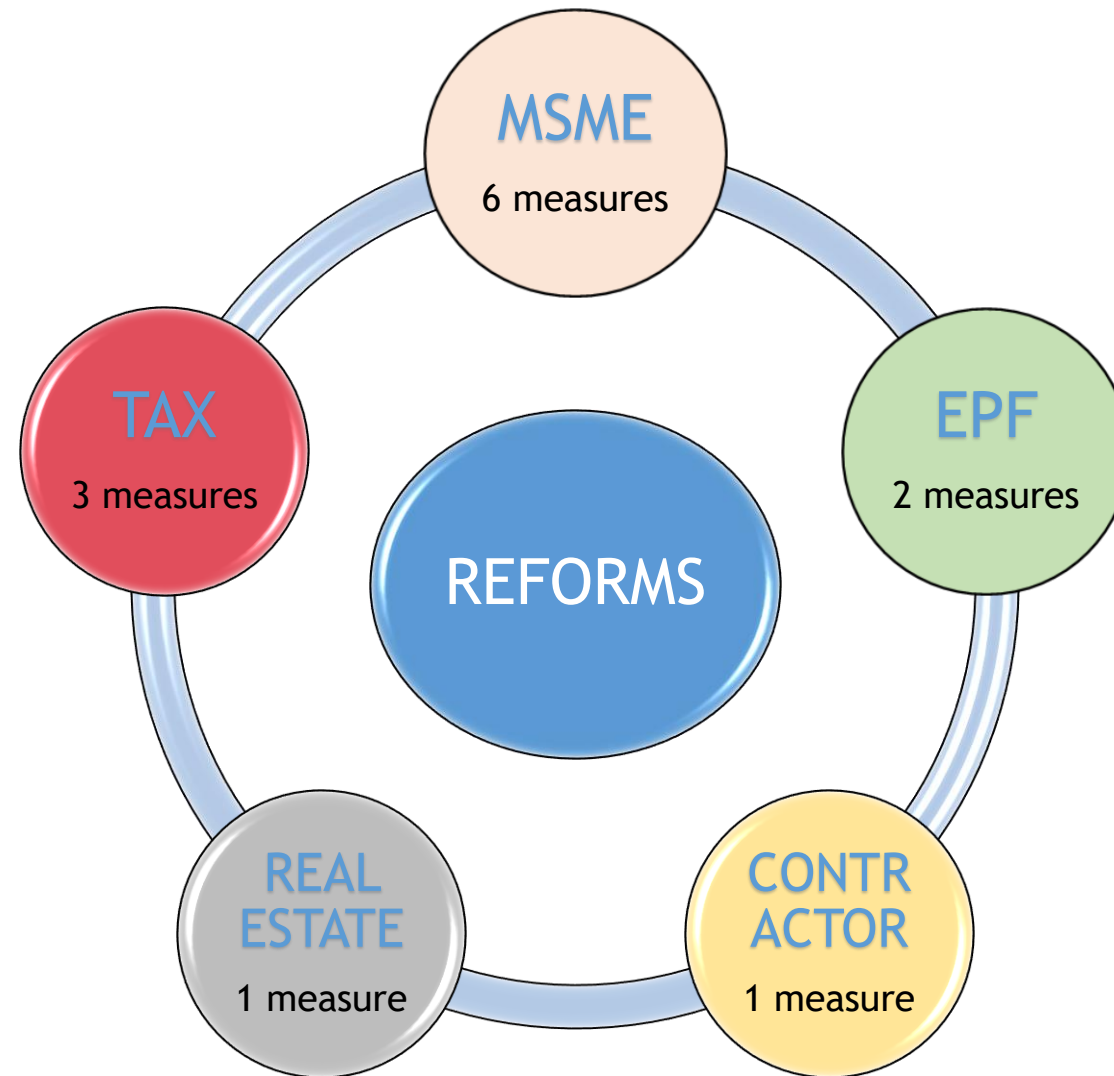 MSME
6 measures
TAX
3 measures
EPF
2 measures
REFORMS
REAL
ESTATE
1 measure
CONTR
ACTOR
1 measure